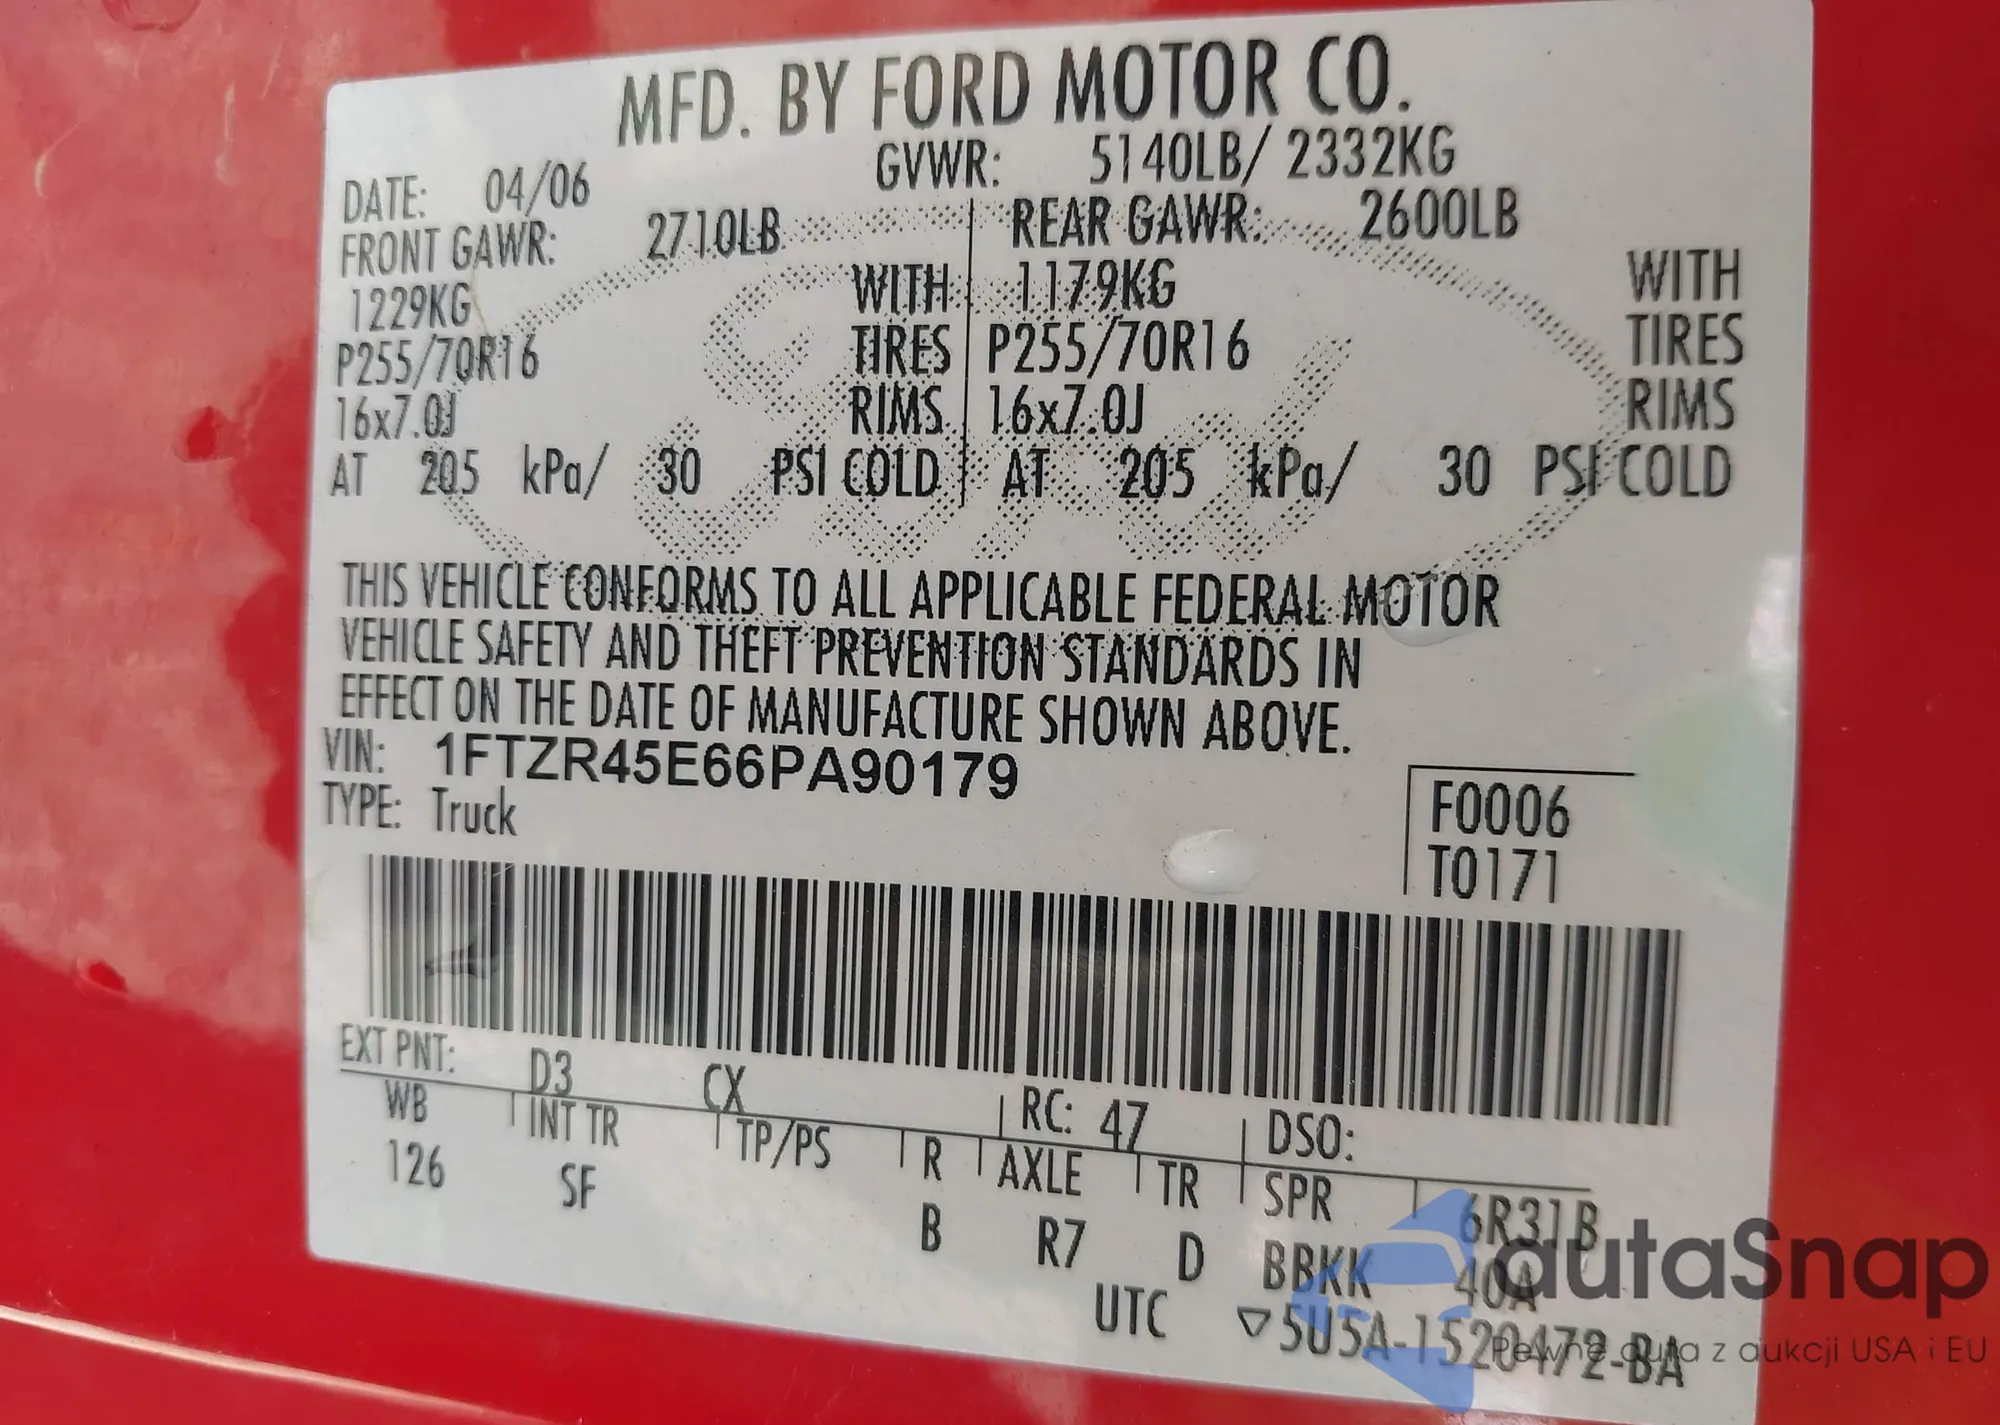 MFD. BY FORD MOTOR CO.
DATE: 04/06 GVWR: 5140LB/ 2332KG
FRONT GAWR: 2710LB REAR GAWR: 2600LB
1229KG WITH 1179KG WITH
P255/70R16 TIRES P255/70R16 TIRES
16x7.0J RIMS 16x7.0J RIMS
AT 205 kPa/ 30 PSI COLD AT 205 kPa/ 30 PSI COLD
THIS VEHICLE CONFORMS TO ALL APPLICABLE FEDERAL MOTOR
VEHICLE SAFETY AND THEFT PREVENTION STANDARDS IN
EFFECT ON THE DATE OF MANUFACTURE SHOWN ABOVE.
VIN: 1FTZR45E66PA90179
TYPE: Truck
F0006
T0171
EXT PNT: D3 CX RC: 47 DSO:
WB INT TR TP/PS R AXLE TR SPR 6R31B
126 SF B R7 D BBKK 40A
UTC ▽5U5A-1520472-BA
autaSnap
Pewne auta z aukcji USA i EU